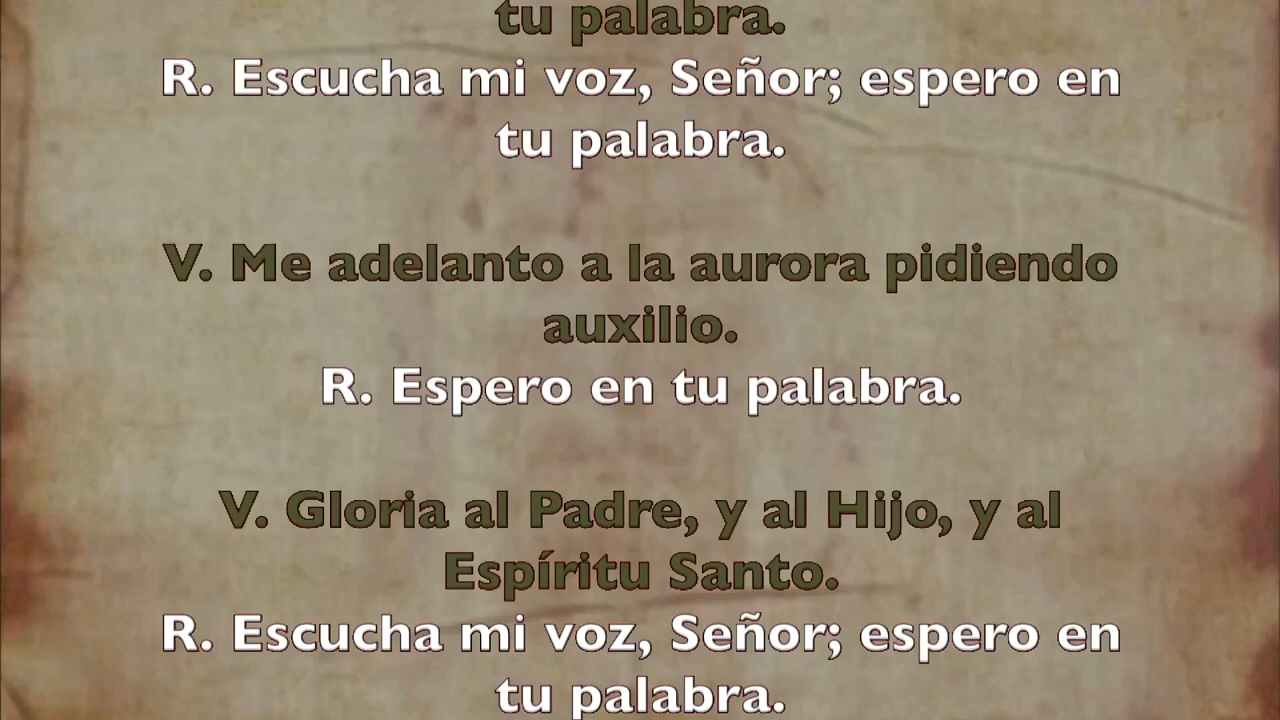 tu palabra.
R. Escucha mi voz, Señor; espero en
tu palabra.
V. Me adelanto a la aurora pidiendo
auxilio.
R. Espero en tu palabra.
V. Gloria al Padre, y al Hijo, y al
Espíritu Santo.
R. Escucha mi voz, Señor; espero en
tu palabra.